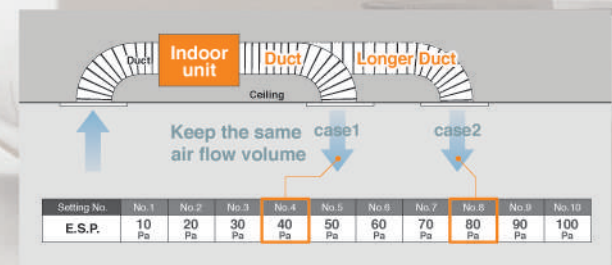 Duct
Indoor
unit
Duct
Longer Duct
Ceiling
Keep the same
air flow volume
case1
case2
Setting No. No.1 No.2 No.3 No.4 No.5 No.6 No.7 No.8 No.9 No.10
E.S.P. 10 20 30 40 50 60 70 80 90 100
Pa Pa Pa Pa Pa Pa Pa Pa Pa Pa